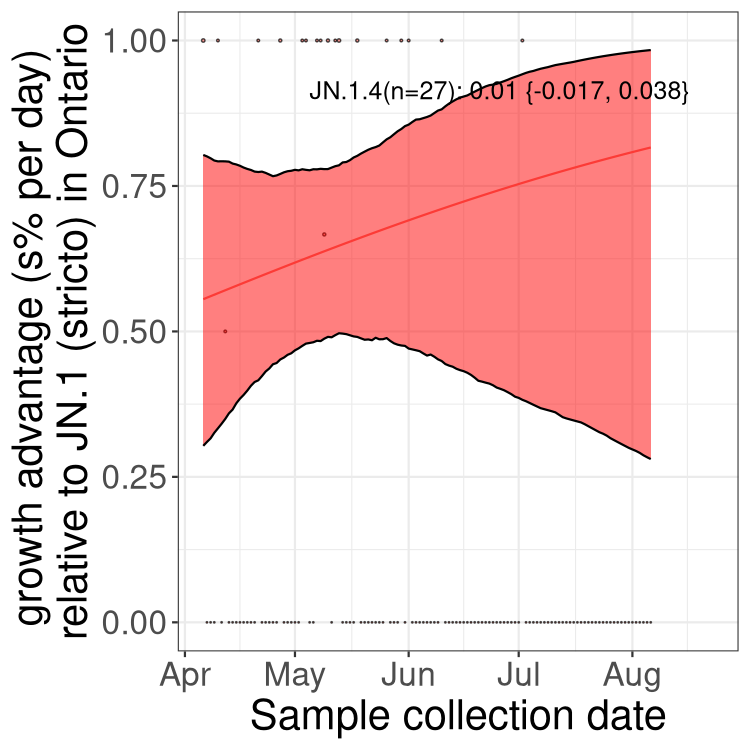 growth advantage (s% per day)
relative to JN.1 (stricto) in Ontario
1.00
0.75
0.50
0.25
0.00
JN.1.4(n=27): 0.01 {-0.017, 0.038}
Apr May Jun Jul Aug
Sample collection date